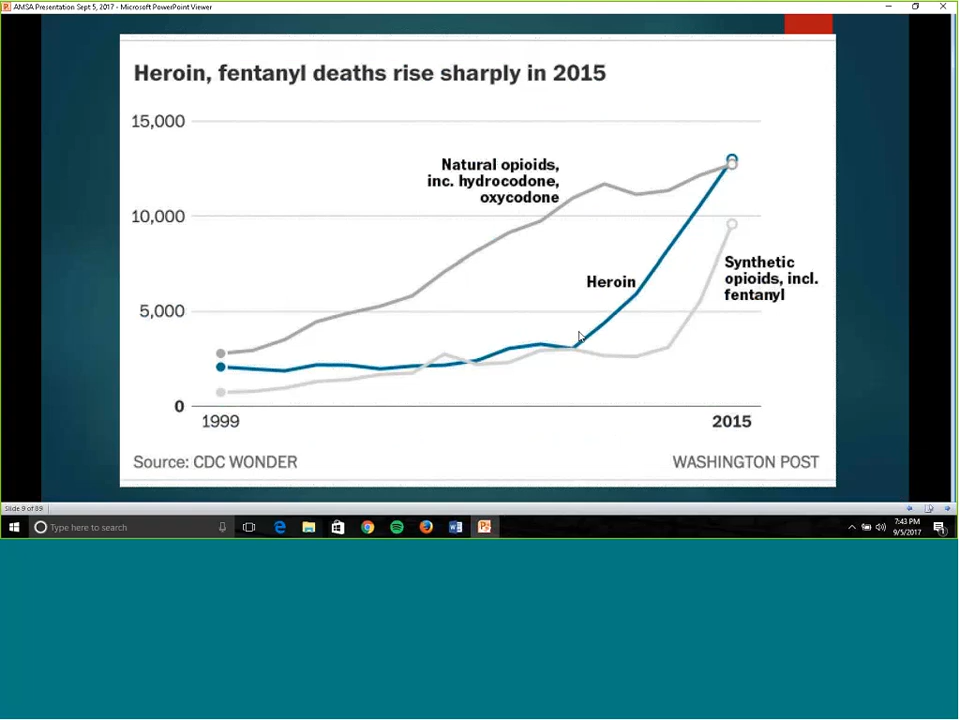 AMSA Presentation Sept 5, 2017 - Microsoft PowerPoint Viewer
Heroin, fentanyl deaths rise sharply in 2015
15,000
Natural opioids,
inc. hydrocodone,
oxycodone
10,000
Synthetic
opioids, incl.
fentanyl
Heroin
5,000
0
1999
2015
Source: CDC WONDER
WASHINGTON POST
Slide 9 of 89
Type here to search
7:43 PM
9/5/2017